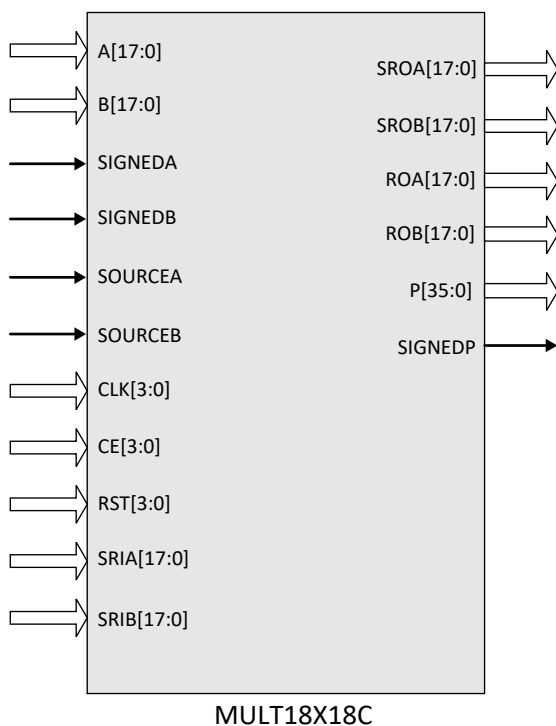 A[17:0]
B[17:0]
SIGNEDA
SIGNEDB
SOURCEA
SOURCEB
CLK[3:0]
CE[3:0]
RST[3:0]
SRIA[17:0]
SRIB[17:0]
SROA[17:0]
SROB[17:0]
ROA[17:0]
ROB[17:0]
P[35:0]
SIGNEDP
MULT18X18C